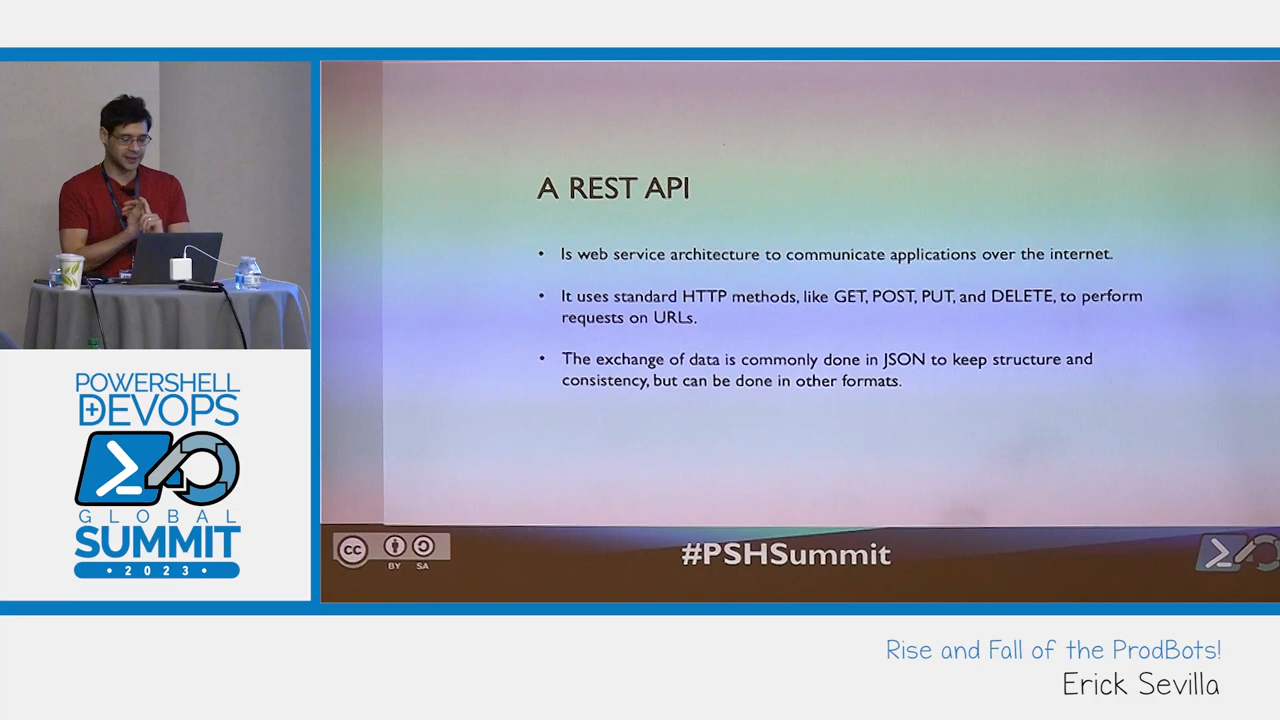 A REST API
• Is web service architecture to communicate applications over the internet.
• It uses standard HTTP methods, like GET, POST, PUT, and DELETE, to perform
requests on URLs.
• The exchange of data is commonly done in JSON to keep structure and
consistency, but can be done in other formats.
cc
BY SA
#PSHSummit
POWERSHELL
+DEVOPS
GLOBAL
SUMMIT
• 2023 •
Rise and Fall of the ProdBots!
Erick Sevilla